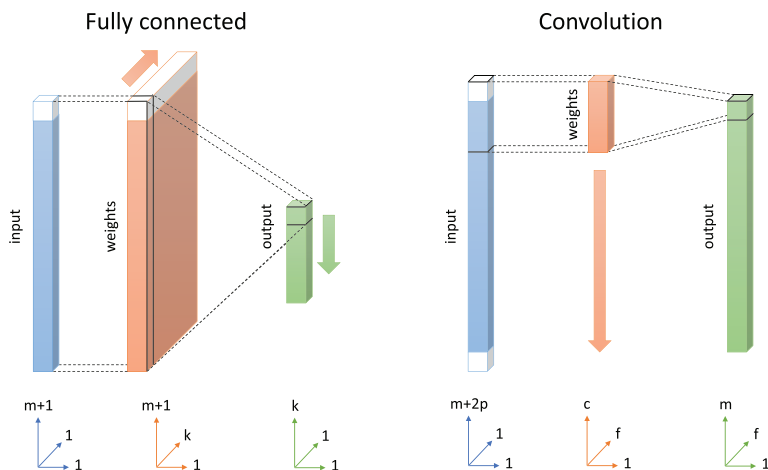 Fully connected
Convolution
input
weights
output
input
weights
output
m+1
1
1
m+1
k
1
k
1
1
m+2p
1
1
c
f
1
m
f
1